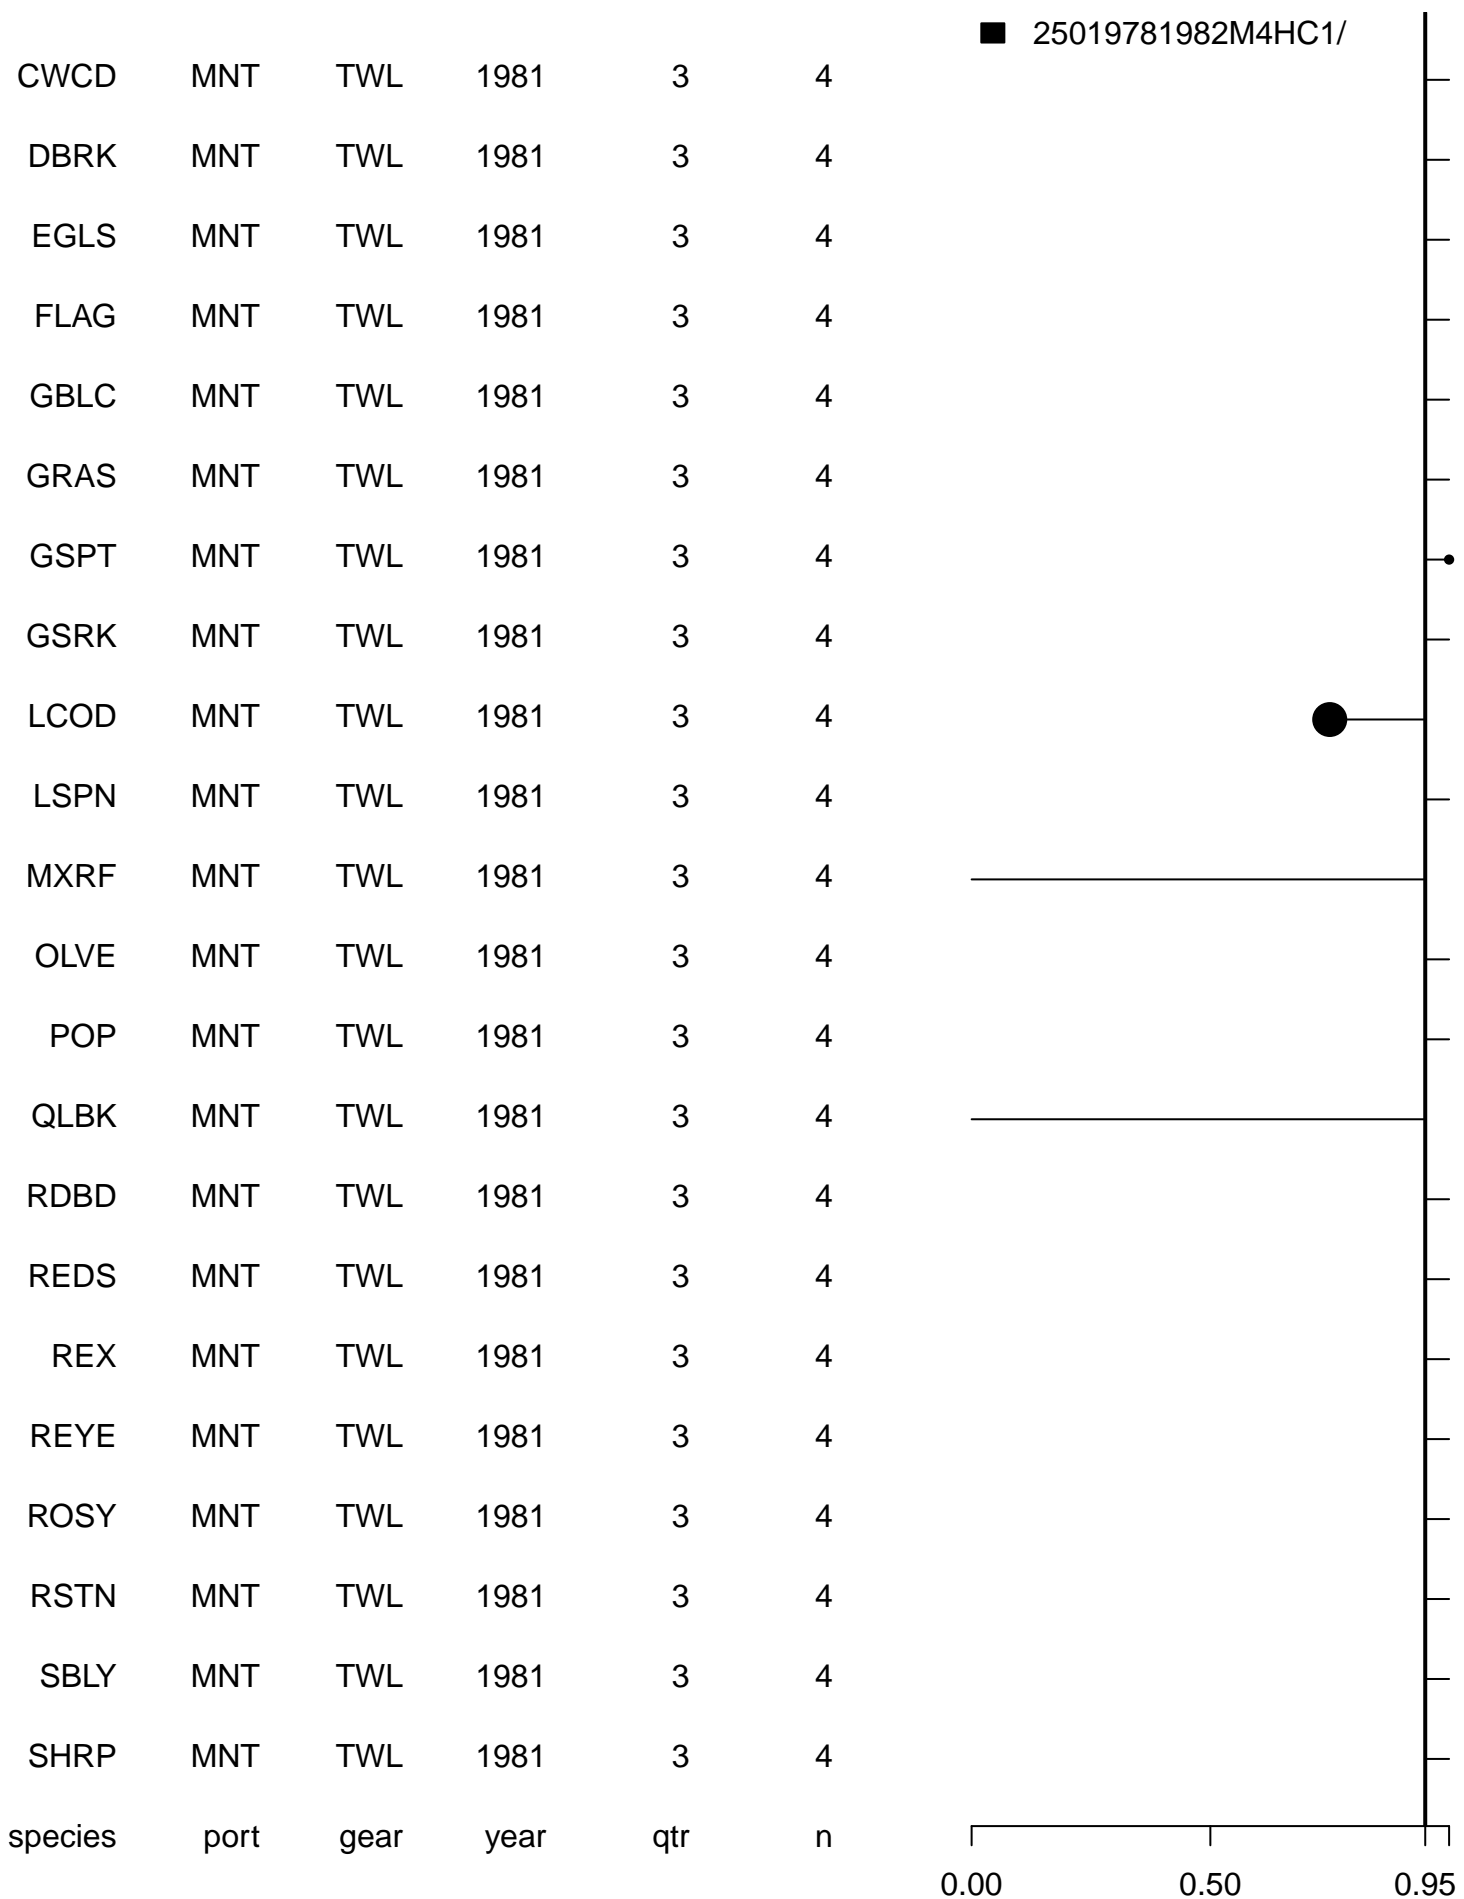 25019781982M4HC1/
CWCD MNT TWL 1981 3 4
DBRK MNT TWL 1981 3 4
EGLS MNT TWL 1981 3 4
FLAG MNT TWL 1981 3 4
GBLC MNT TWL 1981 3 4
GRAS MNT TWL 1981 3 4
GSPT MNT TWL 1981 3 4
GSRK MNT TWL 1981 3 4
LCOD MNT TWL 1981 3 4
LSPN MNT TWL 1981 3 4
MXRF MNT TWL 1981 3 4
OLVE MNT TWL 1981 3 4
POP MNT TWL 1981 3 4
QLBK MNT TWL 1981 3 4
RDBD MNT TWL 1981 3 4
REDS MNT TWL 1981 3 4
REX MNT TWL 1981 3 4
REYE MNT TWL 1981 3 4
ROSY MNT TWL 1981 3 4
RSTN MNT TWL 1981 3 4
SBLY MNT TWL 1981 3 4
SHRP MNT TWL 1981 3 4
species port gear year qtr n
0.00 0.50 0.95